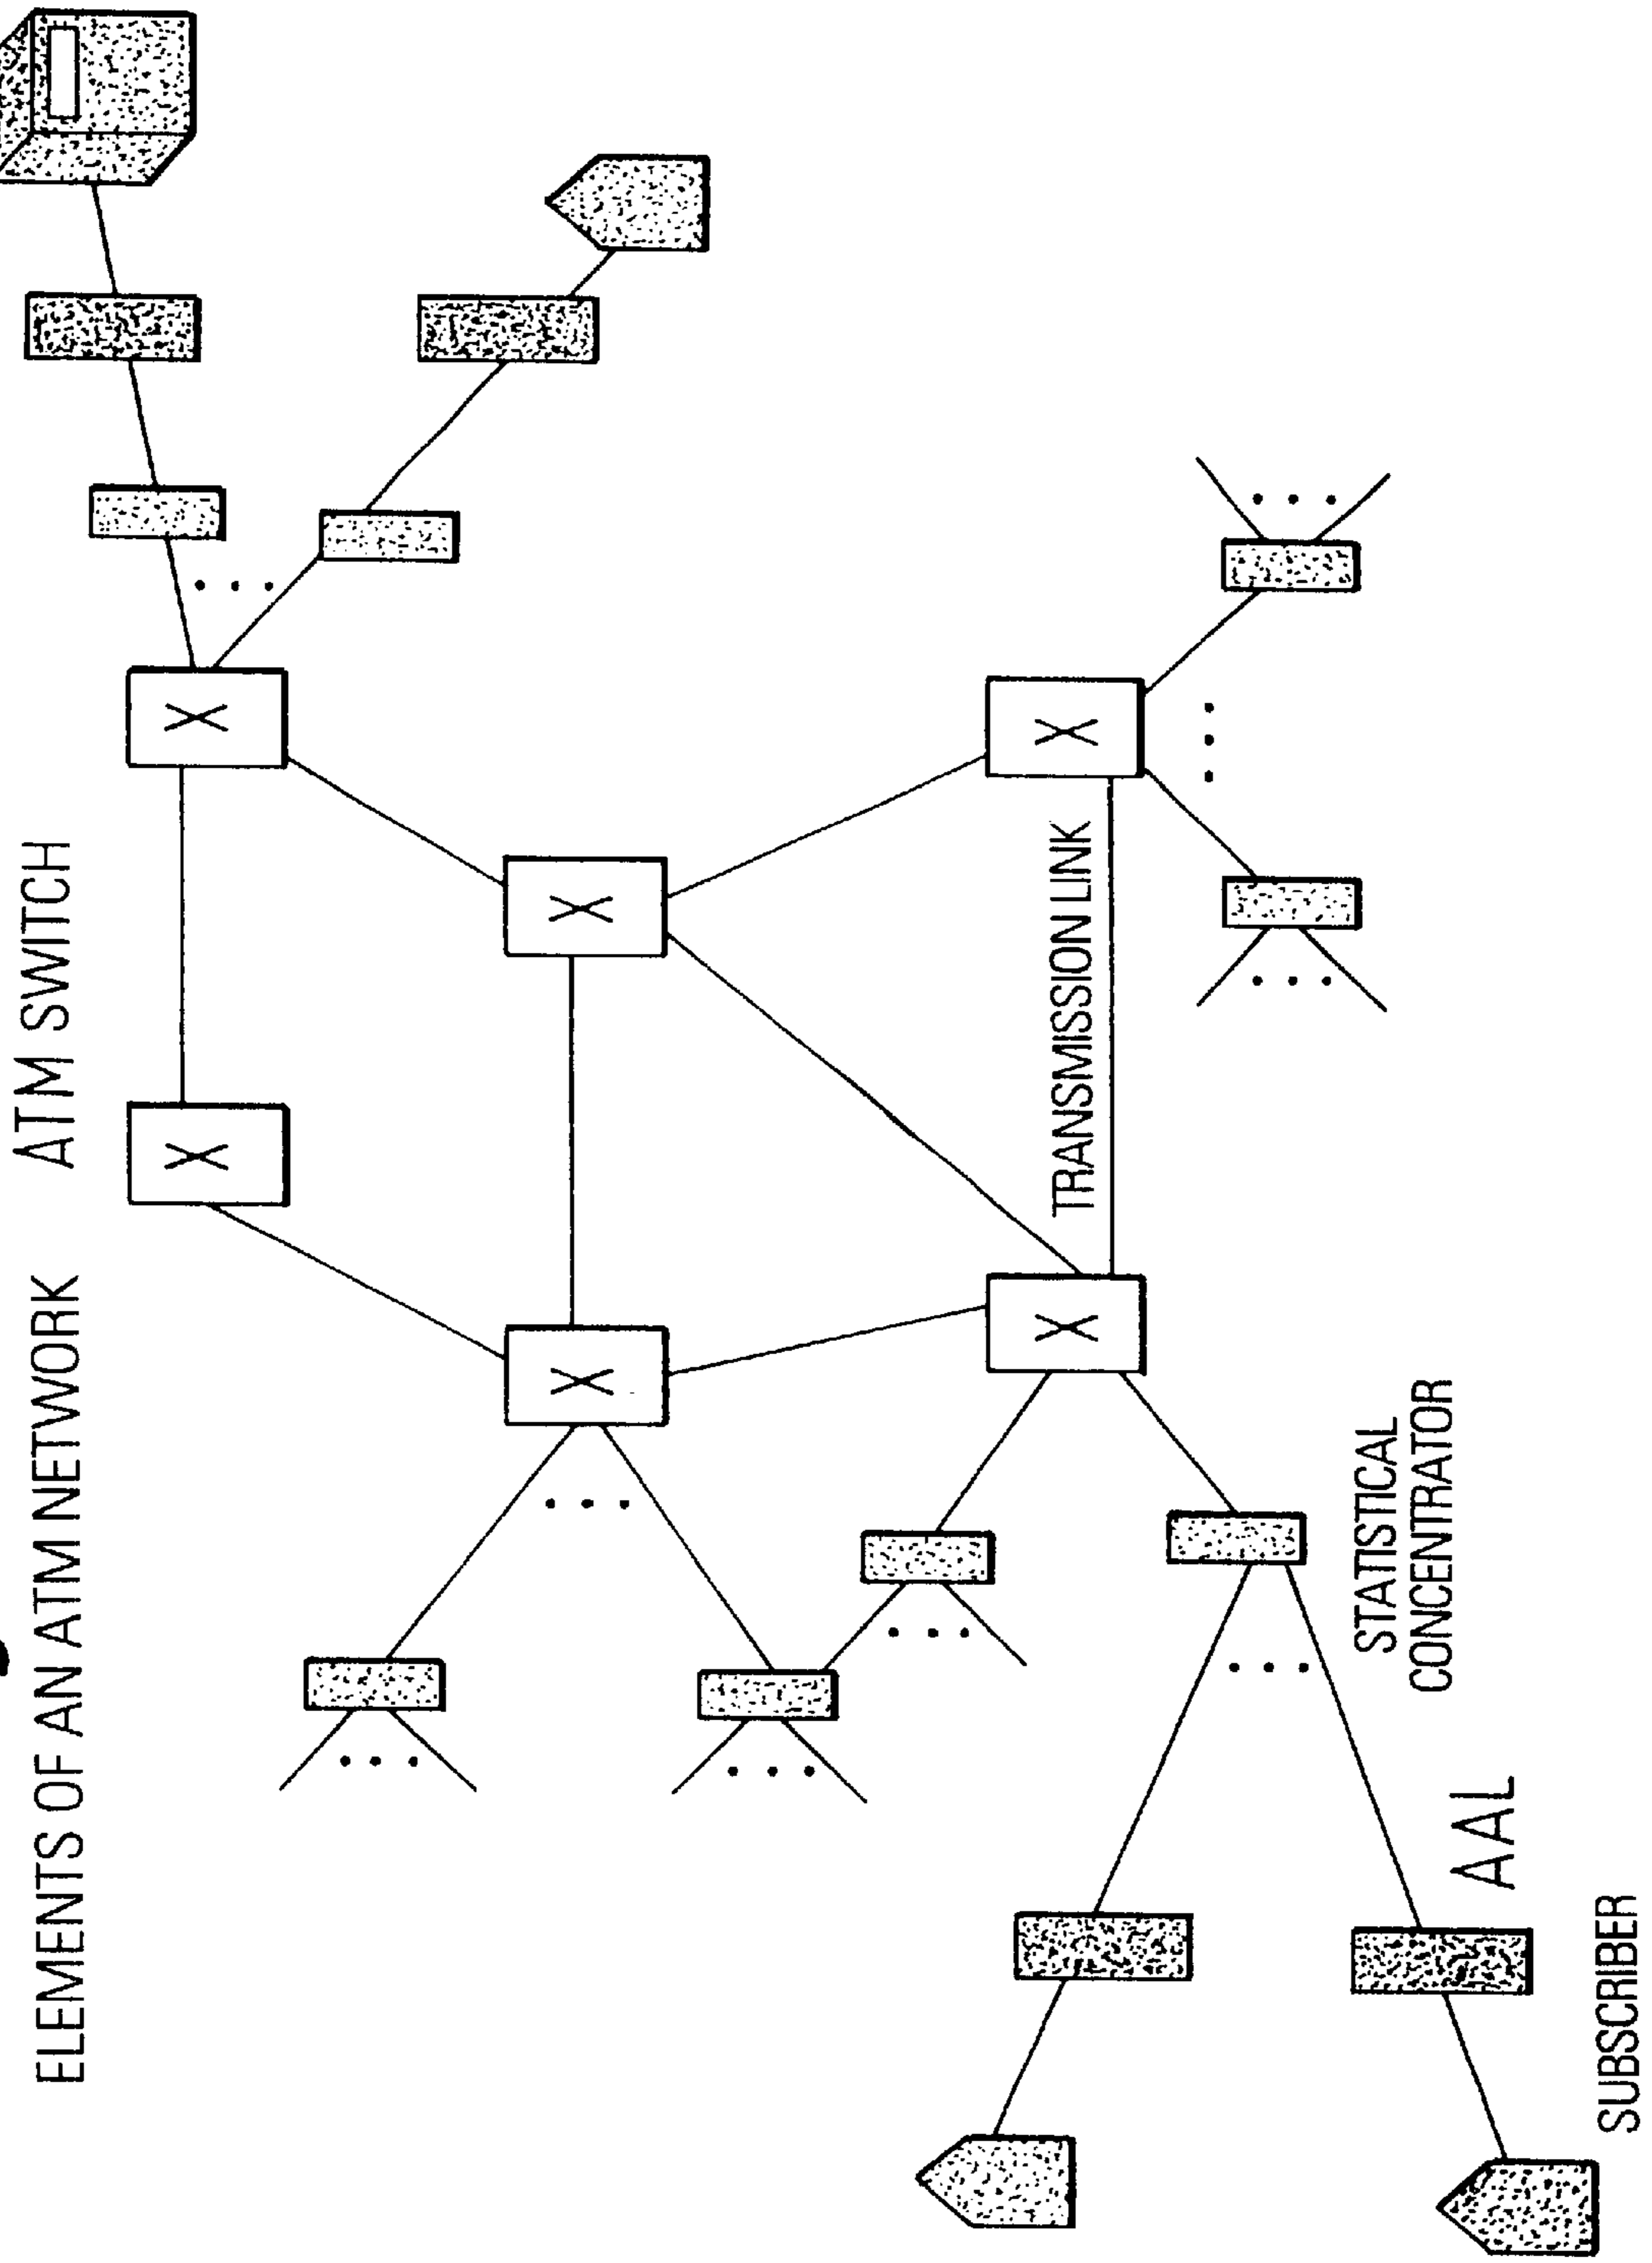 ELEMENTS OF AN ATM NETWORK
ATM SWITCH
X
X
X
X
TRANSMISSION LINK
X
X
STATISTICAL
CONCENTRATOR
AAL
SUBSCRIBER